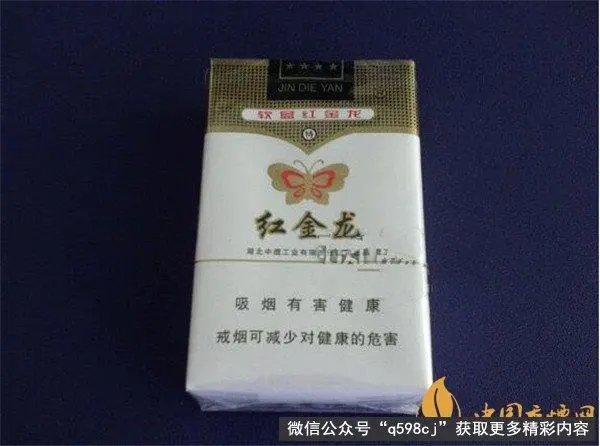 JIN DIE YAN
软盒红金龙
特
红金龙
湖北中烟工业有限
吸烟有害健康
戒烟可减少对健康的危害
微信公众号“q598cj”获取更多精彩内容